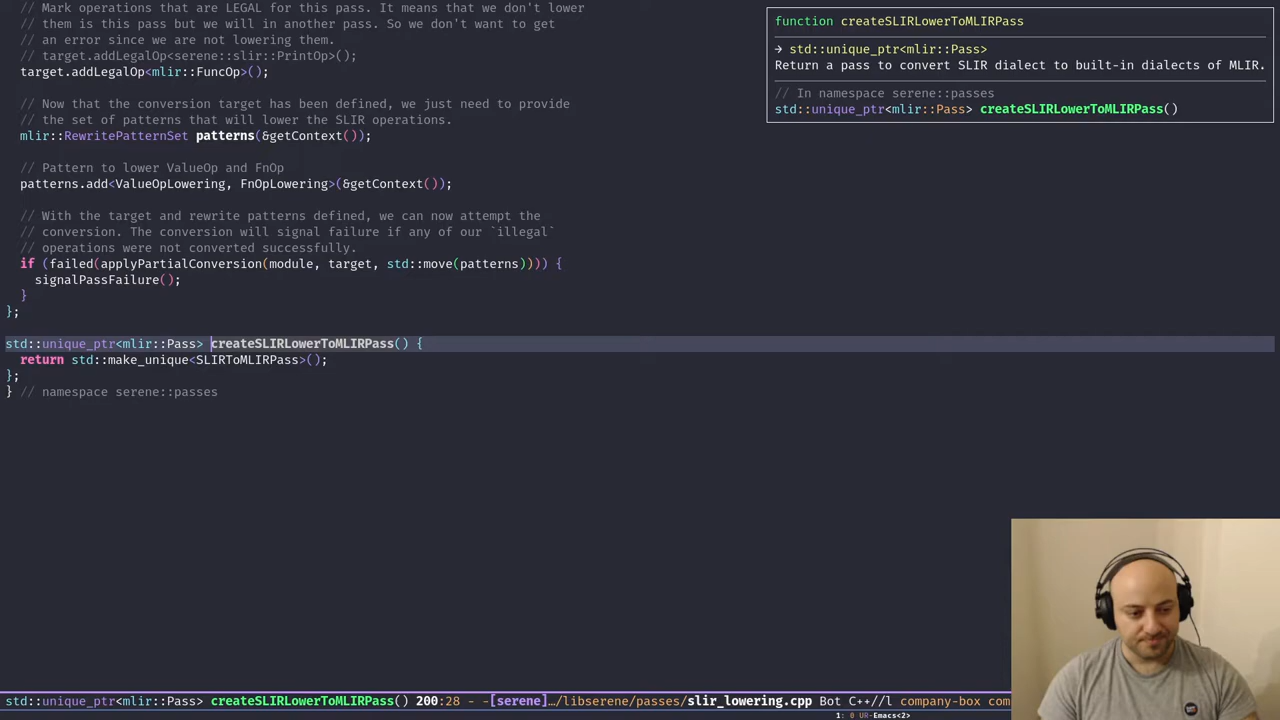 // Mark operations that are LEGAL for this pass. It means that we don't lower
// them is this pass but we will in another pass. So we don't want to get
// an error since we are not lowering them.
// target.addLegalOp<serene::slir::PrintOp>();
target.addLegalOp<mlir::FuncOp>();
// Now that the conversion target has been defined, we just need to provide
// the set of patterns that will lower the SLIR operations.
mlir::RewritePatternSet patterns(&getContext());
// Pattern to lower ValueOp and FnOp
patterns.add<ValueOpLowering, FnOpLowering>(&getContext());
// With the target and rewrite patterns defined, we can now attempt the
// conversion. The conversion will signal failure if any of our `illegal`
// operations were not converted successfully.
if (failed(applyPartialConversion(module, target, std::move(patterns)))) {
signalPassFailure();
}
};
std::unique_ptr<mlir::Pass> createSLIRLowerToMLIRPass() {
return std::make_unique<SLIRToMLIRPass>();
};
} // namespace serene::passes
function createSLIRLowerToMLIRPass
→ std::unique_ptr<mlir::Pass>
Return a pass to convert SLIR dialect to built-in dialects of MLIR.
// In namespace serene::passes
std::unique_ptr<mlir::Pass> createSLIRLowerToMLIRPass()
std::unique_ptr<mlir::Pass> createSLIRLowerToMLIRPass() 200:28 - -[serene]…/libserene/passes/slir_lowering.cpp Bot C++//l company-box com
1: 0 UR-Emacs<2>